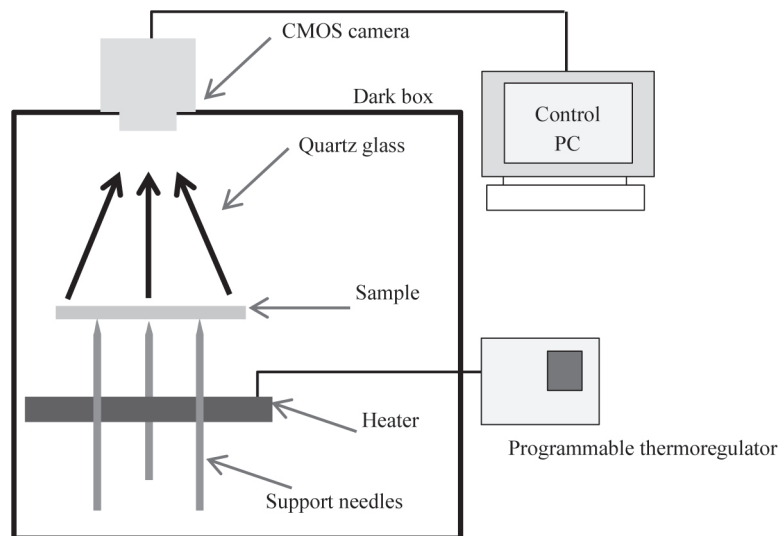 CMOS camera
Dark box
Control
PC
Quartz glass
Sample
Heater
Programmable thermoregulator
Support needles